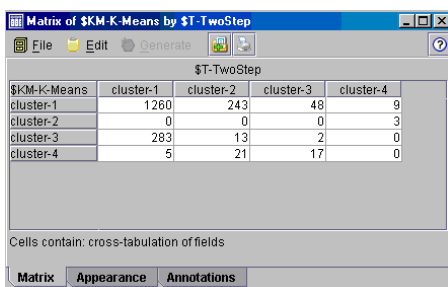 Matrix of $KM-K-Means by $T-TwoStep
File Edit Generate
$T-TwoStep
$KM-K-Means cluster-1 cluster-2 cluster-3 cluster-4
cluster-1 1260 243 48 9
cluster-2 0 0 0 3
cluster-3 283 13 2 0
cluster-4 5 21 17 0
Cells contain: cross-tabulation of fields
Matrix Appearance Annotations